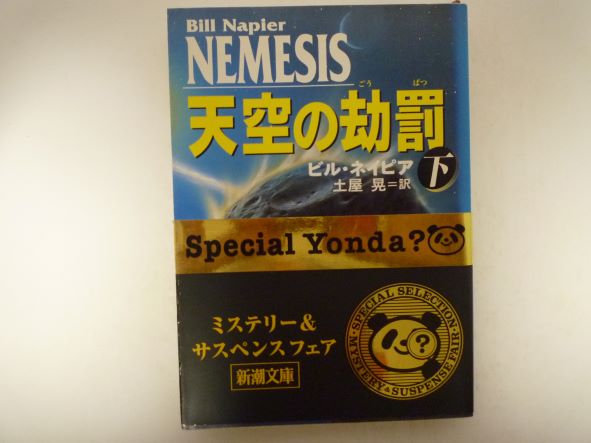 Bill Napier
NEMESIS
ごう ばつ
天空の劫罰
ビル・ネイピア
土屋 晃=訳
下
Special Yonda?
ミステリー&
サスペンスフェア
新潮文庫
・SPECIAL SELECTION・
MYSTERY & SUSPENSE FAIR
?